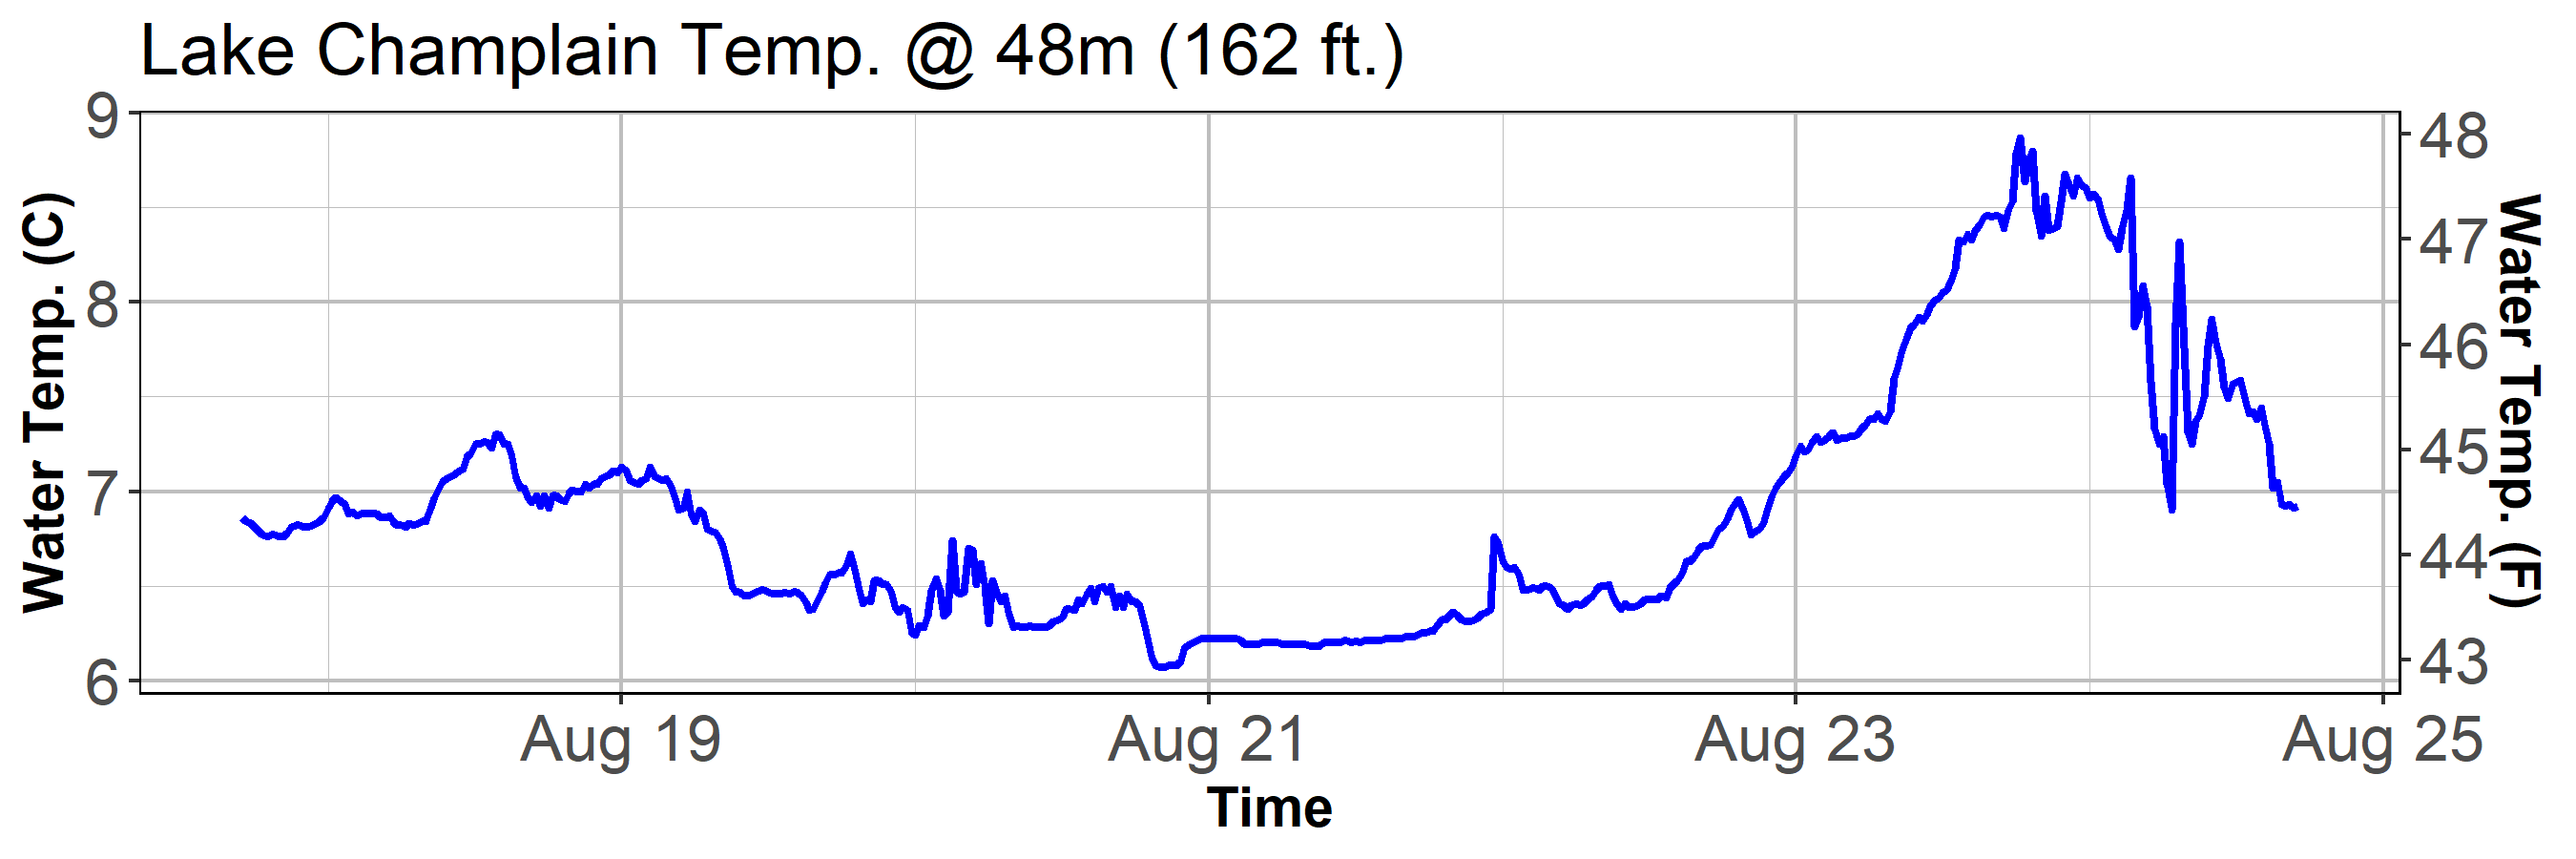 Lake Champlain Temp. @ 48m (162 ft.)
Water Temp. (C)
9
8
7
6
48
47
46
45
44
43
Water Temp. (F)
Aug 19
Aug 21
Aug 23
Aug 25
Time